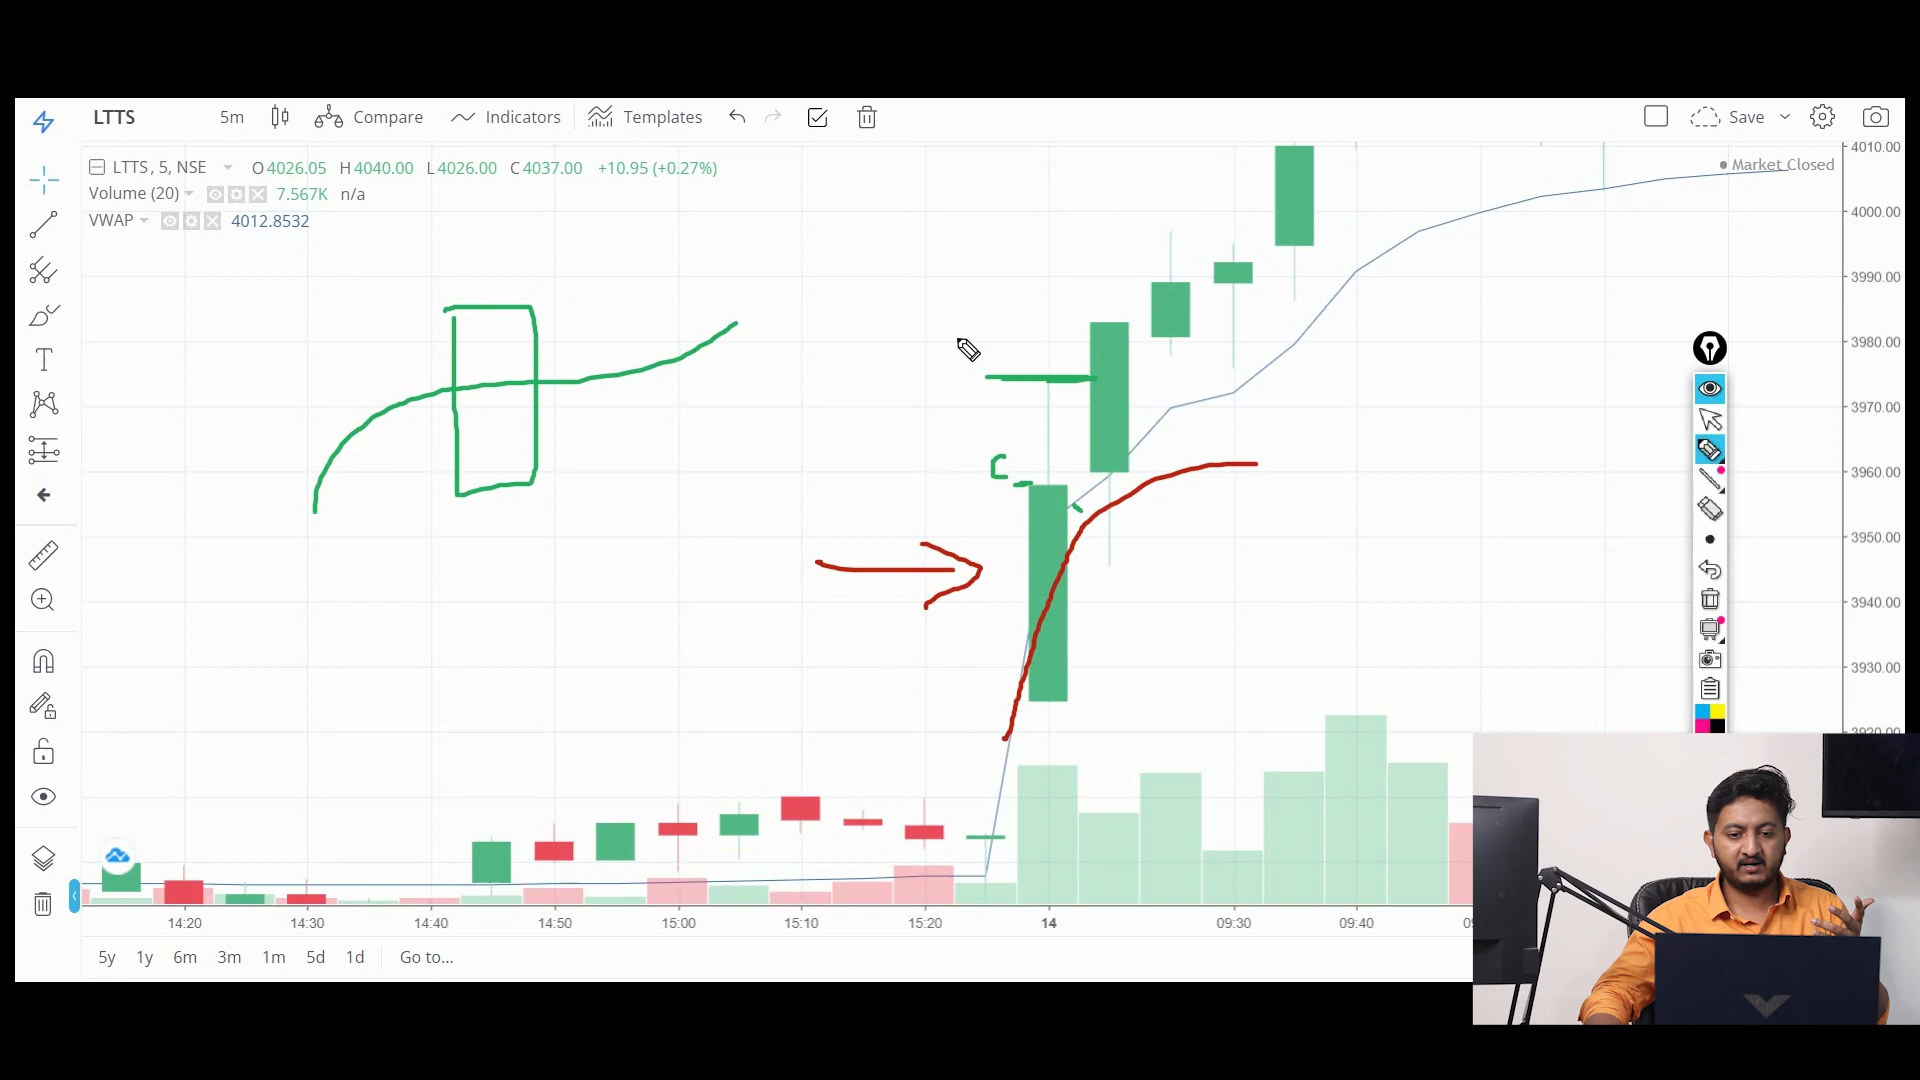 LTTS 5m Compare Indicators Templates Save
LTTS, 5, NSE O4026.05 H4040.00 L4026.00 C4037.00 +10.95 (+0.27%)
Market Closed
Volume (20) 7.567K n/a
VWAP 4012.8532
4010.00
4000.00
3990.00
3980.00
3970.00
3960.00
3950.00
3940.00
3930.00
C
14:20 14:30 14:40 14:50 15:00 15:10 15:20 14 09:30 09:40
5y 1y 6m 3m 1m 5d 1d Go to...